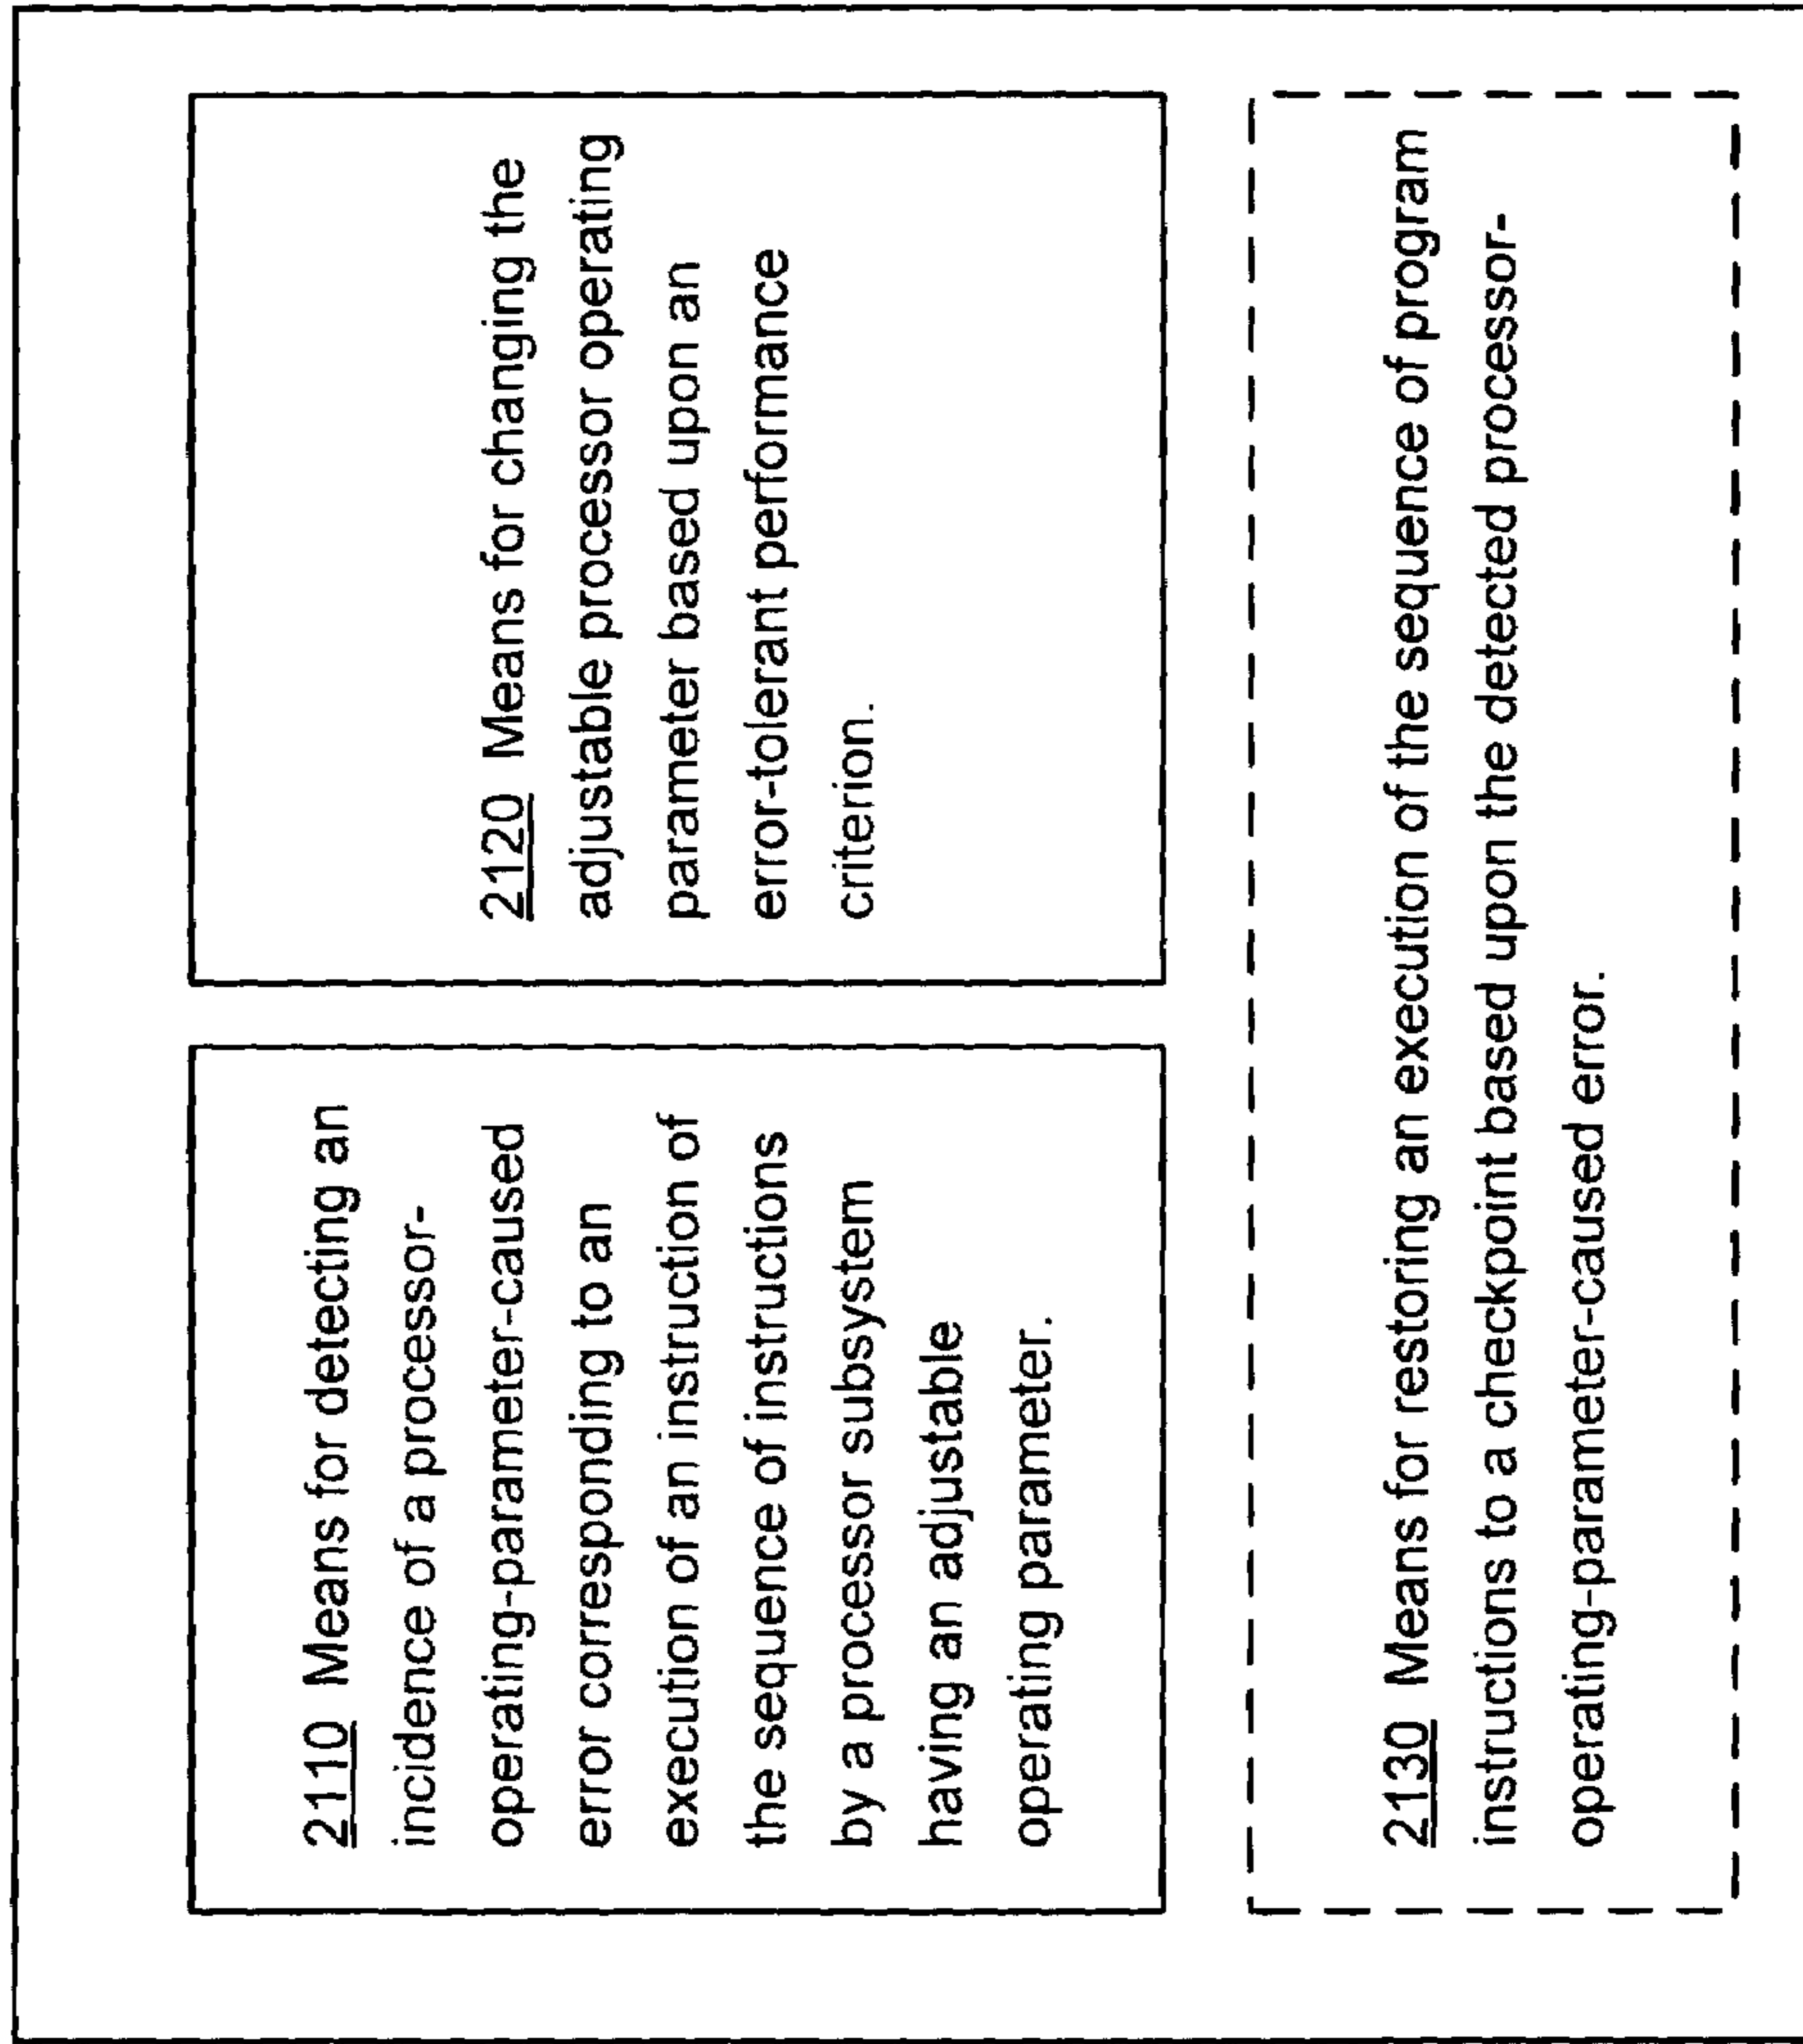 2110 Means for detecting an
incidence of a processor-
operating-parameter-caused
error corresponding to an
execution of an instruction of
the sequence of instructions
by a processor subsystem
having an adjustable
operating parameter.
2120 Means for changing the
adjustable processor operating
parameter based upon an
error-tolerant performance
criterion.
2130 Means for restoring an execution of the sequence of program
instructions to a checkpoint based upon the detected processor-
operating-parameter-caused error.